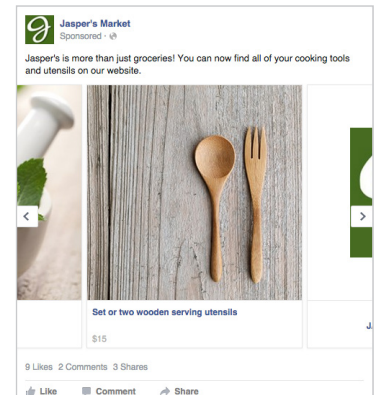 Jasper's Market
Sponsored ·
Jasper's is more than just groceries! You can now find all of your cooking tools
and utensils on our website.
Set or two wooden serving utensils
$15
J.
9 Likes 2 Comments 3 Shares
Like Comment Share